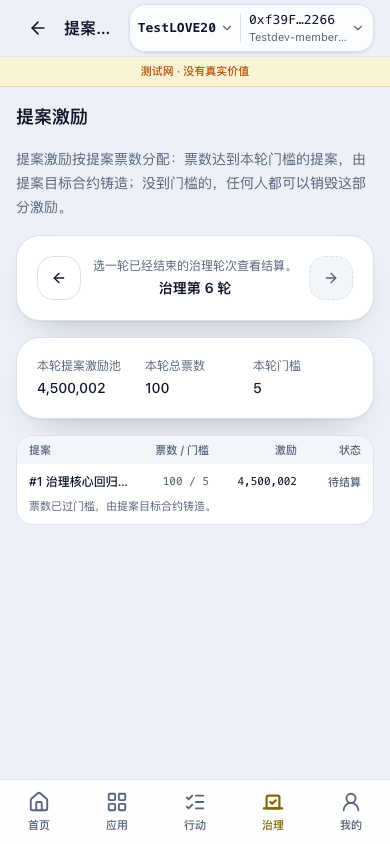 提案...
TestLOVE20
0xf39F…2266
Testdev-member...
测试网 · 没有真实价值
提案激励
提案激励按提案票数分配：票数达到本轮门槛的提案，由
提案目标合约铸造；没到门槛的，任何人都可以销毁这部
分激励。
选一轮已经结束的治理轮次查看结算。
治理第 6 轮
本轮提案激励池 本轮总票数 本轮门槛
4,500,002 100 5
提案 票数 / 门槛 激励 状态
#1 治理核心回归... 100 / 5 4,500,002 待结算
票数已过门槛，由提案目标合约铸造。
首页 应用 行动 治理 我的